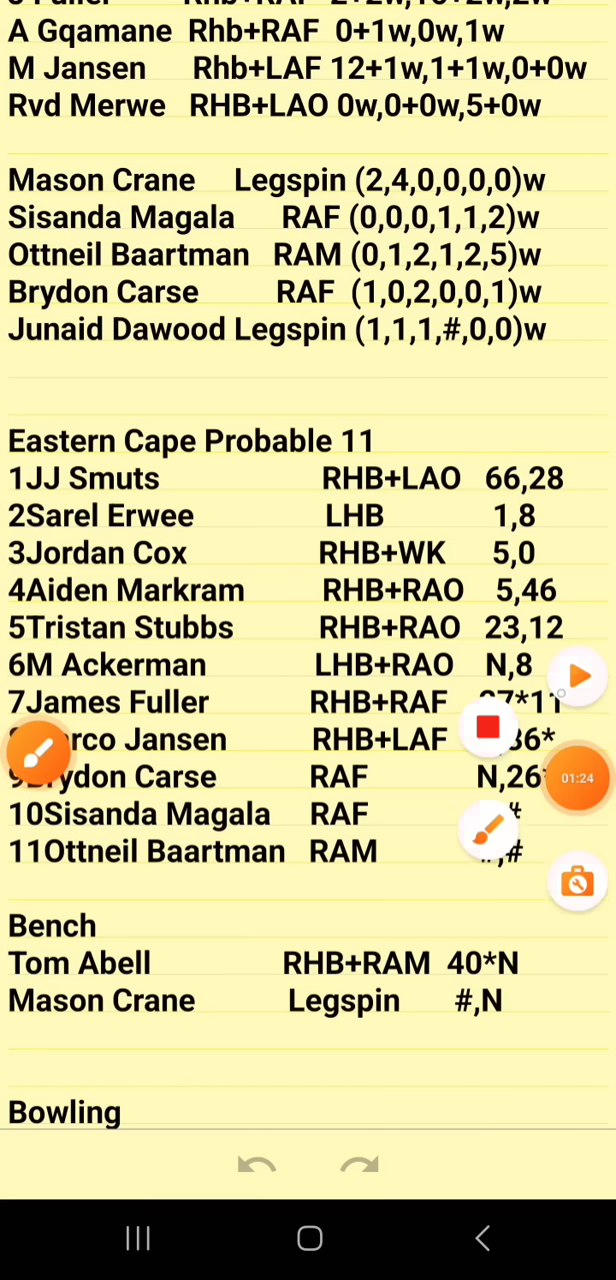 A Gqamane Rhb+RAF 0+1w,0w,1w
M Jansen Rhb+LAF 12+1w,1+1w,0+0w
Rvd Merwe RHB+LAO 0w,0+0w,5+0w
Mason Crane Legspin (2,4,0,0,0,0)w
Sisanda Magala RAF (0,0,0,1,1,2)w
Ottneil Baartman RAM (0,1,2,1,2,5)w
Brydon Carse RAF (1,0,2,0,0,1)w
Junaid Dawood Legspin (1,1,1,#,0,0)w
Eastern Cape Probable 11
1JJ Smuts RHB+LAO 66,28
2Sarel Erwee LHB 1,8
3Jordan Cox RHB+WK 5,0
4Aiden Markram RHB+RAO 5,46
5Tristan Stubbs RHB+RAO 23,12
6M Ackerman LHB+RAO N,8
7James Fuller RHB+RAF
Jansen RHB+LAF
Carse RAF N,26
01:24
10Sisanda Magala RAF
11Ottneil Baartman RAM
Bench
Tom Abell RHB+RAM 40*N
Mason Crane Legspin #,N
Bowling